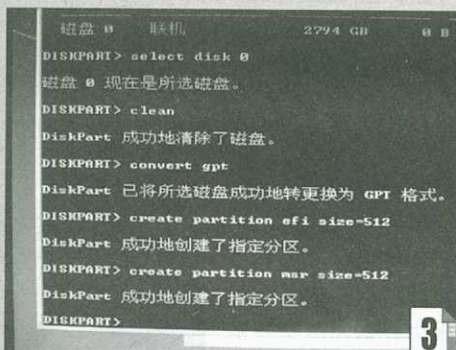 磁盘 0 联机 2794 GB 0 B
DISKPART> select disk 0
磁盘 0 现在是所选磁盘。
DISKPART> clean
DiskPart 成功地清除了磁盘。
DISKPART> convert gpt
DiskPart 已将所选磁盘成功地转更换为 GPT 格式。
DISKPART> create partition efi size=512
DiskPart 成功地创建了指定分区。
DISKPART> create partition msr size=512
DiskPart 成功地创建了指定分区。
DISKPART>
3